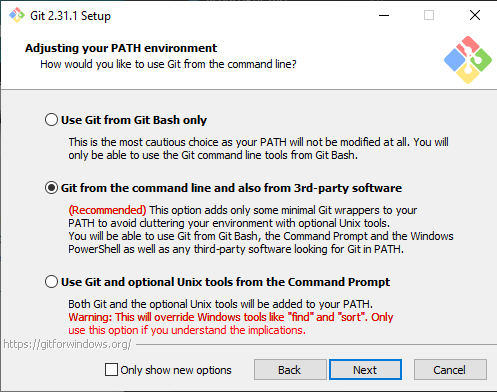 Git 2.31.1 Setup
Adjusting your PATH environment
How would you like to use Git from the command line?
Use Git from Git Bash only
This is the most cautious choice as your PATH will not be modified at all. You will
only be able to use the Git command line tools from Git Bash.
Git from the command line and also from 3rd-party software
(Recommended) This option adds only some minimal Git wrappers to your
PATH to avoid cluttering your environment with optional Unix tools.
You will be able to use Git from Git Bash, the Command Prompt and the Windows
PowerShell as well as any third-party software looking for Git in PATH.
Use Git and optional Unix tools from the Command Prompt
Both Git and the optional Unix tools will be added to your PATH.
Warning: This will override Windows tools like "find" and "sort". Only
use this option if you understand the implications.
https://gitforwindows.org/
Only show new options
Back
Next
Cancel